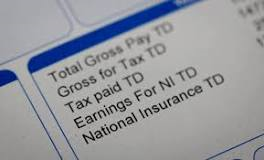 Total Gross Pay TD
Gross for Tax TD
Tax paid TD
Earnings For NI TD
National Insurance TD